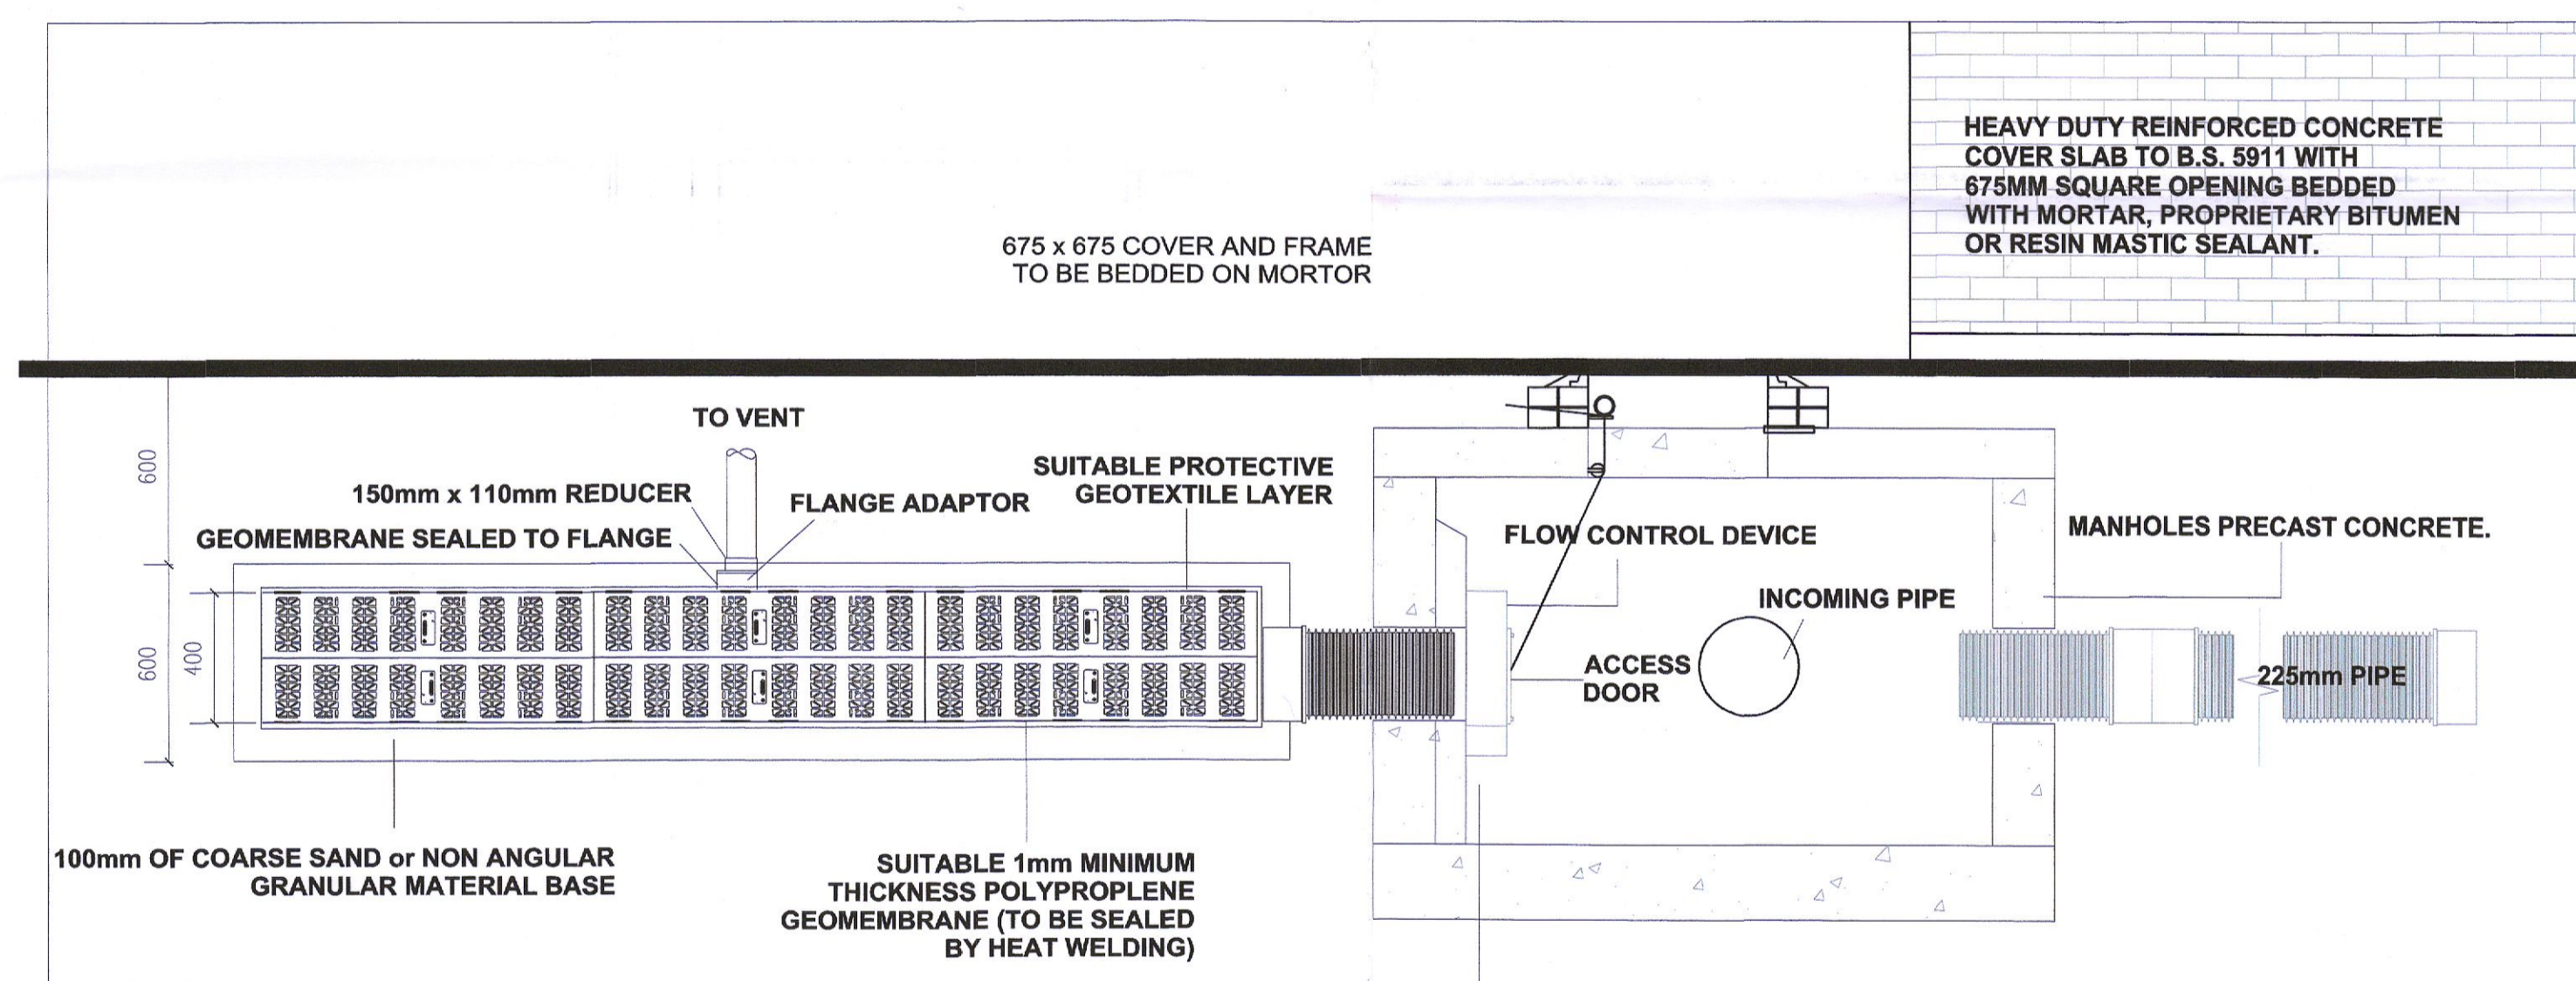 HEAVY DUTY REINFORCED CONCRETE
COVER SLAB TO B.S. 5911 WITH
675MM SQUARE OPENING BEDDED
WITH MORTAR, PROPRIETARY BITUMEN
OR RESIN MASTIC SEALANT.
675 x 675 COVER AND FRAME
TO BE BEDDED ON MORTOR
TO VENT
600
150mm x 110mm REDUCER
FLANGE ADAPTOR
SUITABLE PROTECTIVE
GEOTEXTILE LAYER
GEOMEMBRANE SEALED TO FLANGE
FLOW CONTROL DEVICE
MANHOLES PRECAST CONCRETE.
INCOMING PIPE
600
400
ACCESS
DOOR
225mm PIPE
100mm OF COARSE SAND or NON ANGULAR
GRANULAR MATERIAL BASE
SUITABLE 1mm MINIMUM
THICKNESS POLYPROPLENE
GEOMEMBRANE (TO BE SEALED
BY HEAT WELDING)